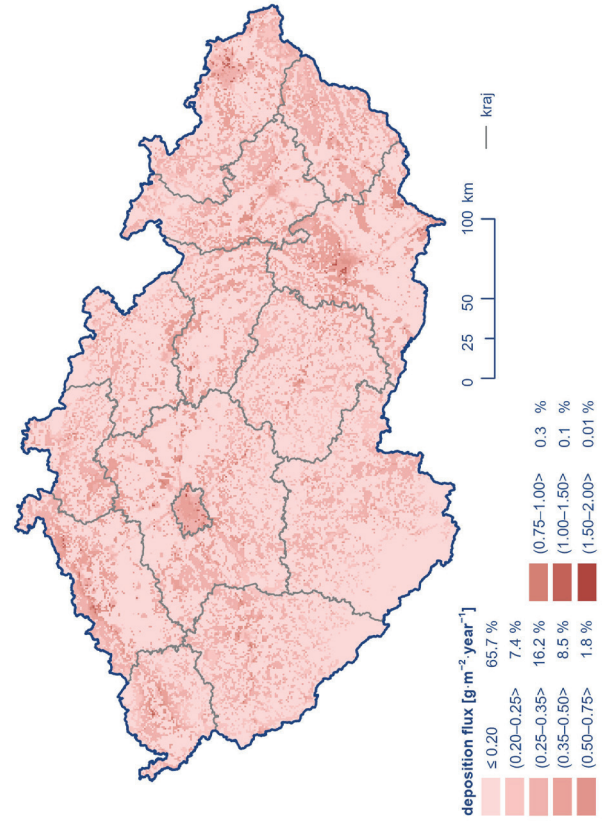 deposition flux [g·m⁻²·year⁻¹]
≤ 0.20 65.7 %
(0.20–0.25> 7.4 %
(0.25–0.35> 16.2 %
(0.35–0.50> 8.5 %
(0.50–0.75> 1.8 %
(0.75–1.00> 0.3 %
(1.00–1.50> 0.1 %
(1.50–2.00> 0.01 %
0 25 50 100 km
kraj